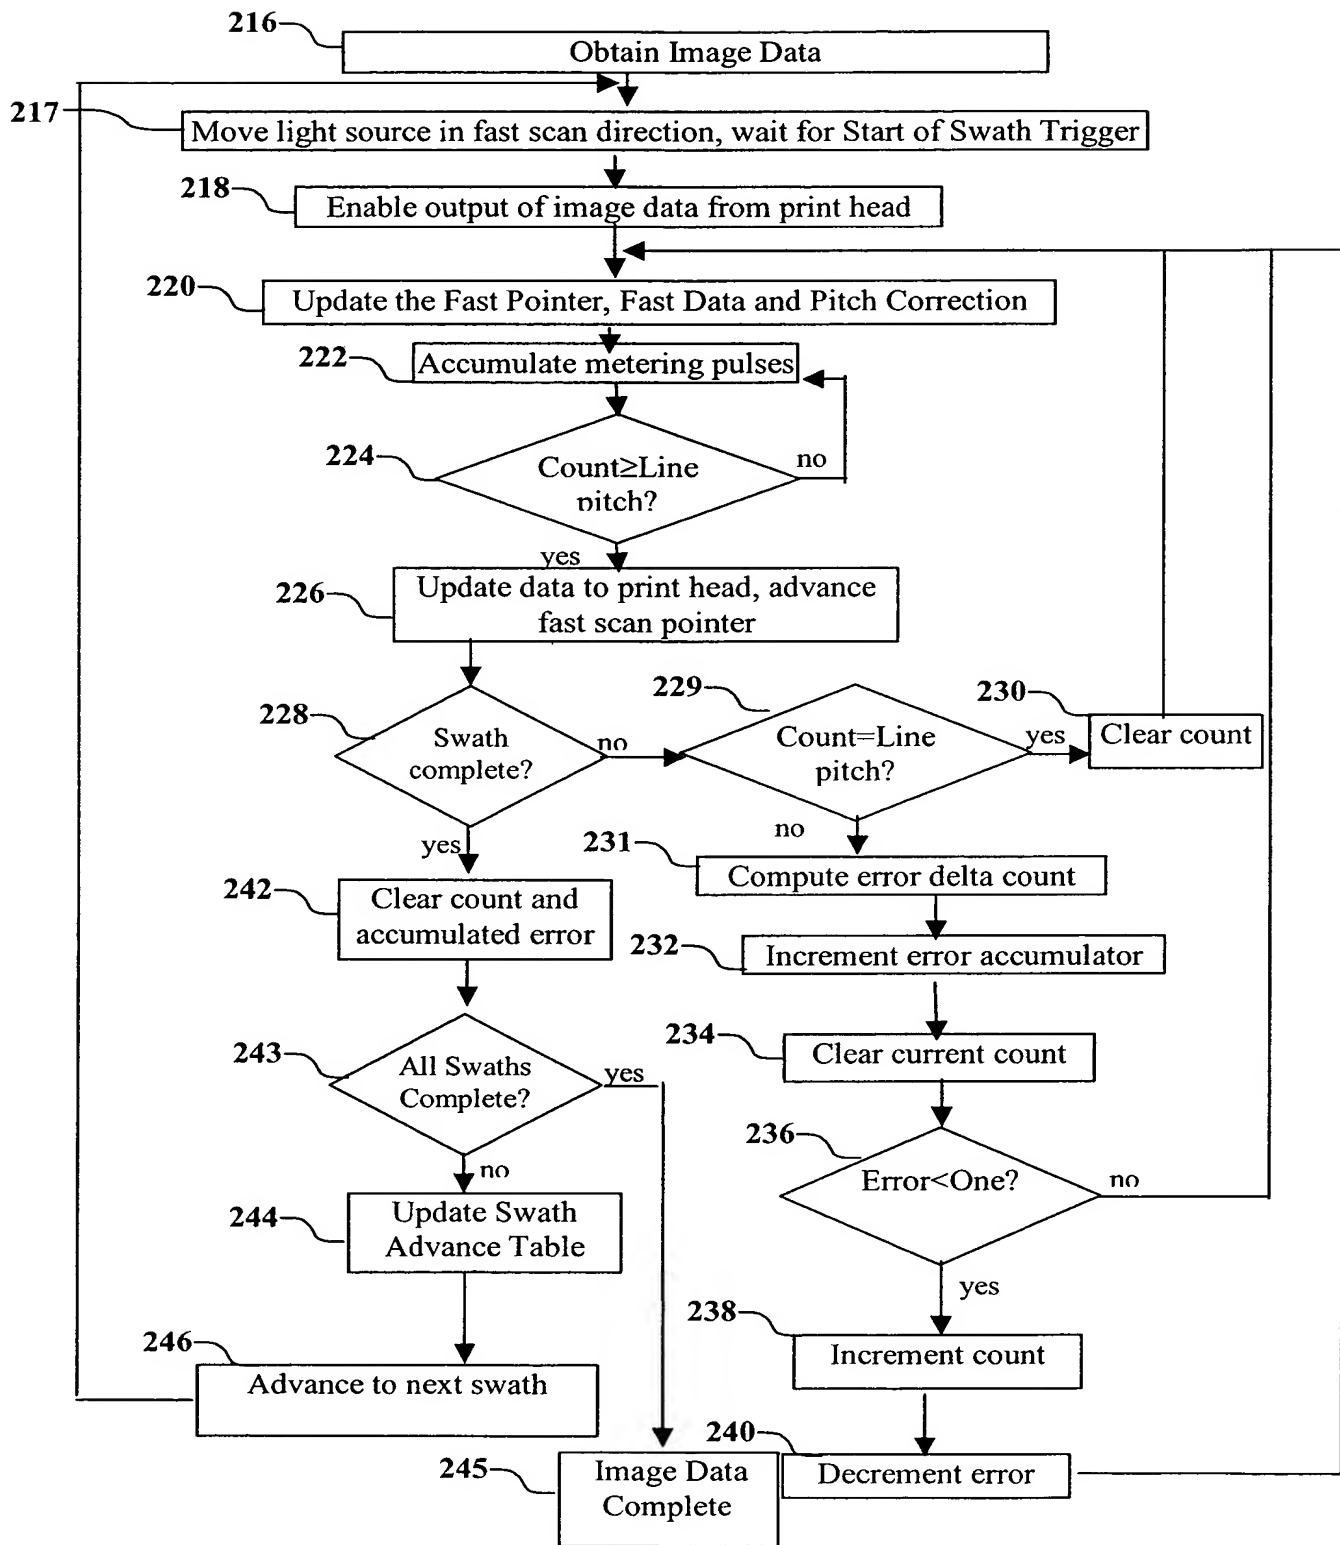 216
Obtain Image Data
217
Move light source in fast scan direction, wait for Start of Swath Trigger
218
Enable output of image data from print head
220
Update the Fast Pointer, Fast Data and Pitch Correction
222
Accumulate metering pulses
224
Count≥Line
pitch?
no
yes
226
Update data to print head, advance
fast scan pointer
228
Swath
complete?
no
229
Count=Line
pitch?
yes
230
Clear count
no
yes
231
Compute error delta count
242
Clear count and
accumulated error
232
Increment error accumulator
234
Clear current count
243
All Swaths
Complete?
yes
no
236
Error<One?
no
yes
244
Update Swath
Advance Table
238
Increment count
246
Advance to next swath
240
Decrement error
245
Image Data
Complete